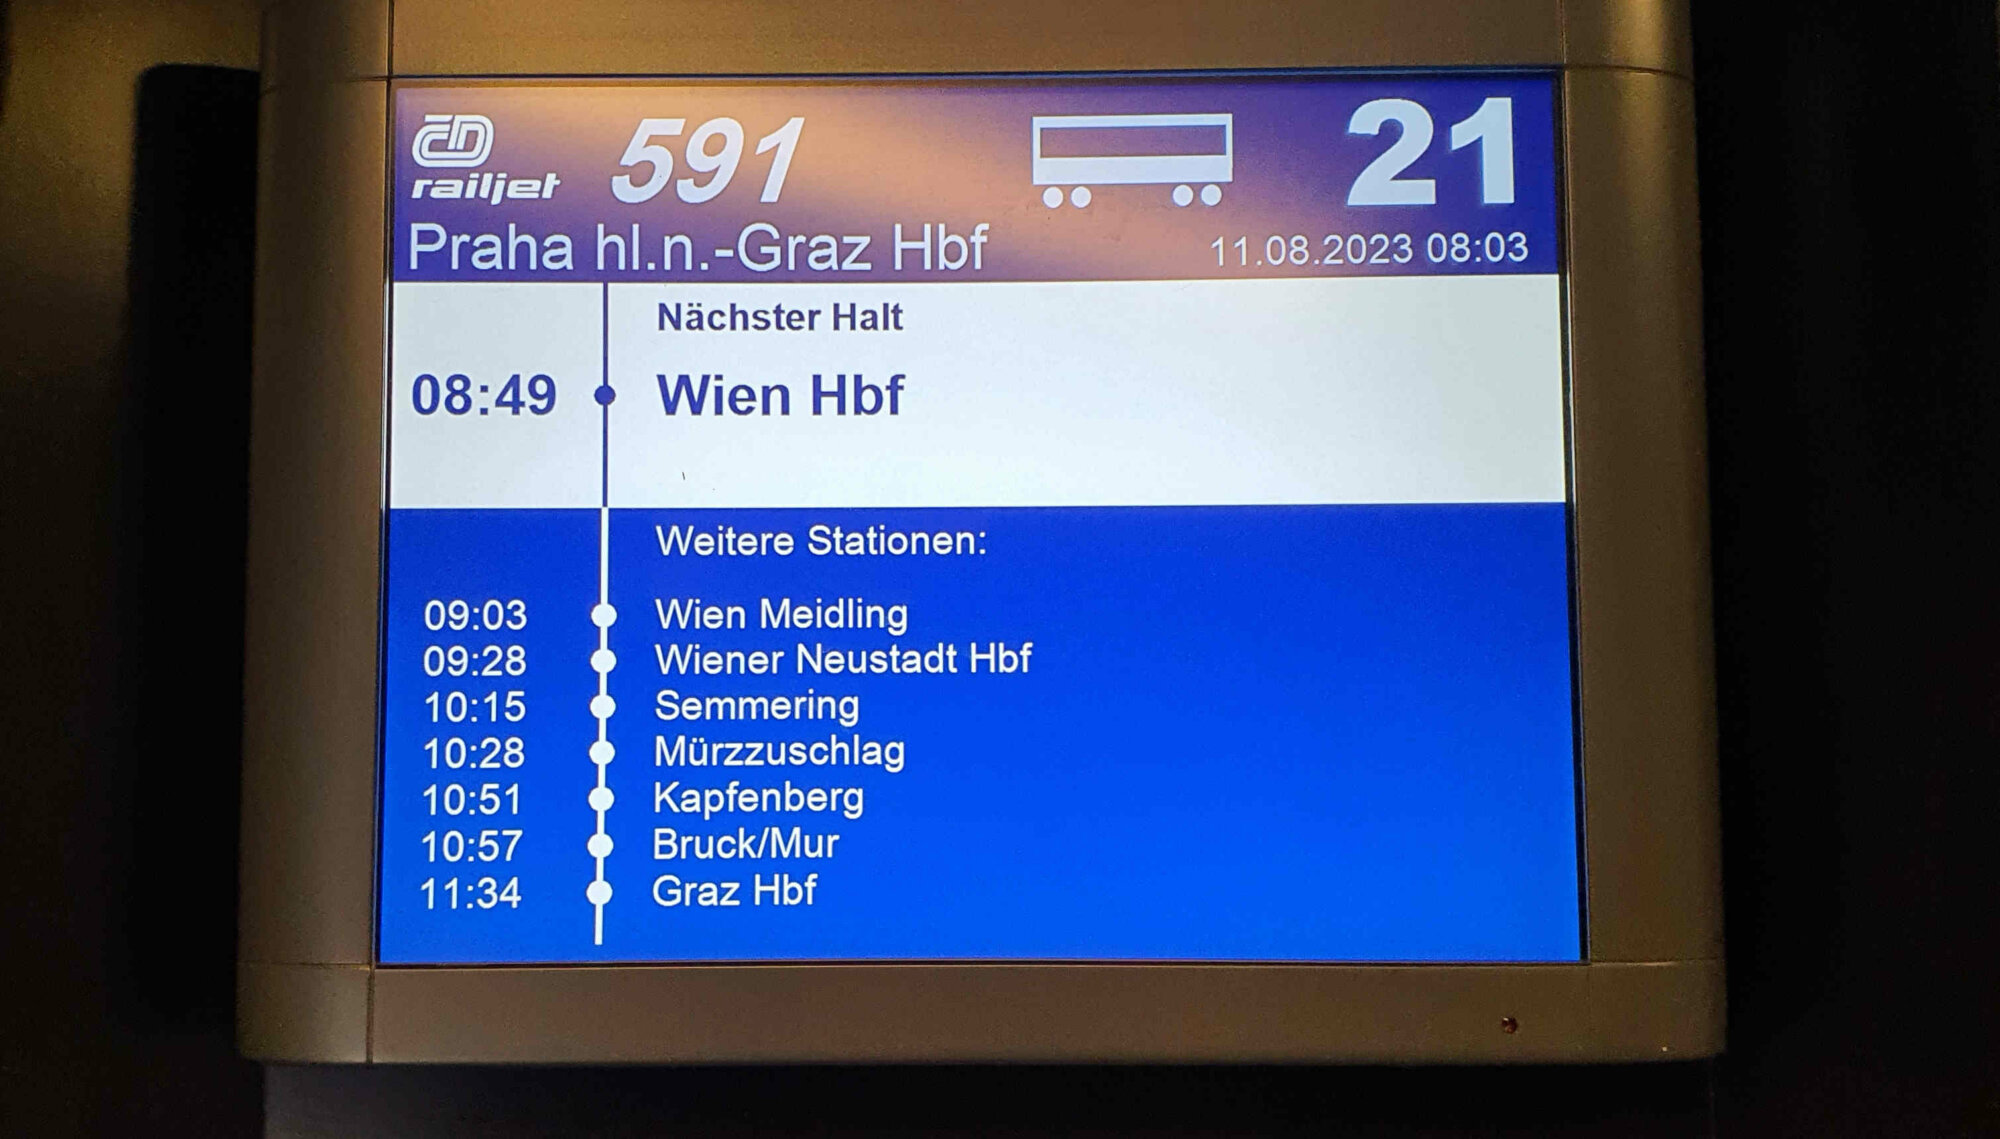 ČD
railjet 591 21
Praha hl.n.-Graz Hbf 11.08.2023 08:03
Nächster Halt
08:49 Wien Hbf
Weitere Stationen:
09:03 Wien Meidling
09:28 Wiener Neustadt Hbf
10:15 Semmering
10:28 Mürzzuschlag
10:51 Kapfenberg
10:57 Bruck/Mur
11:34 Graz Hbf